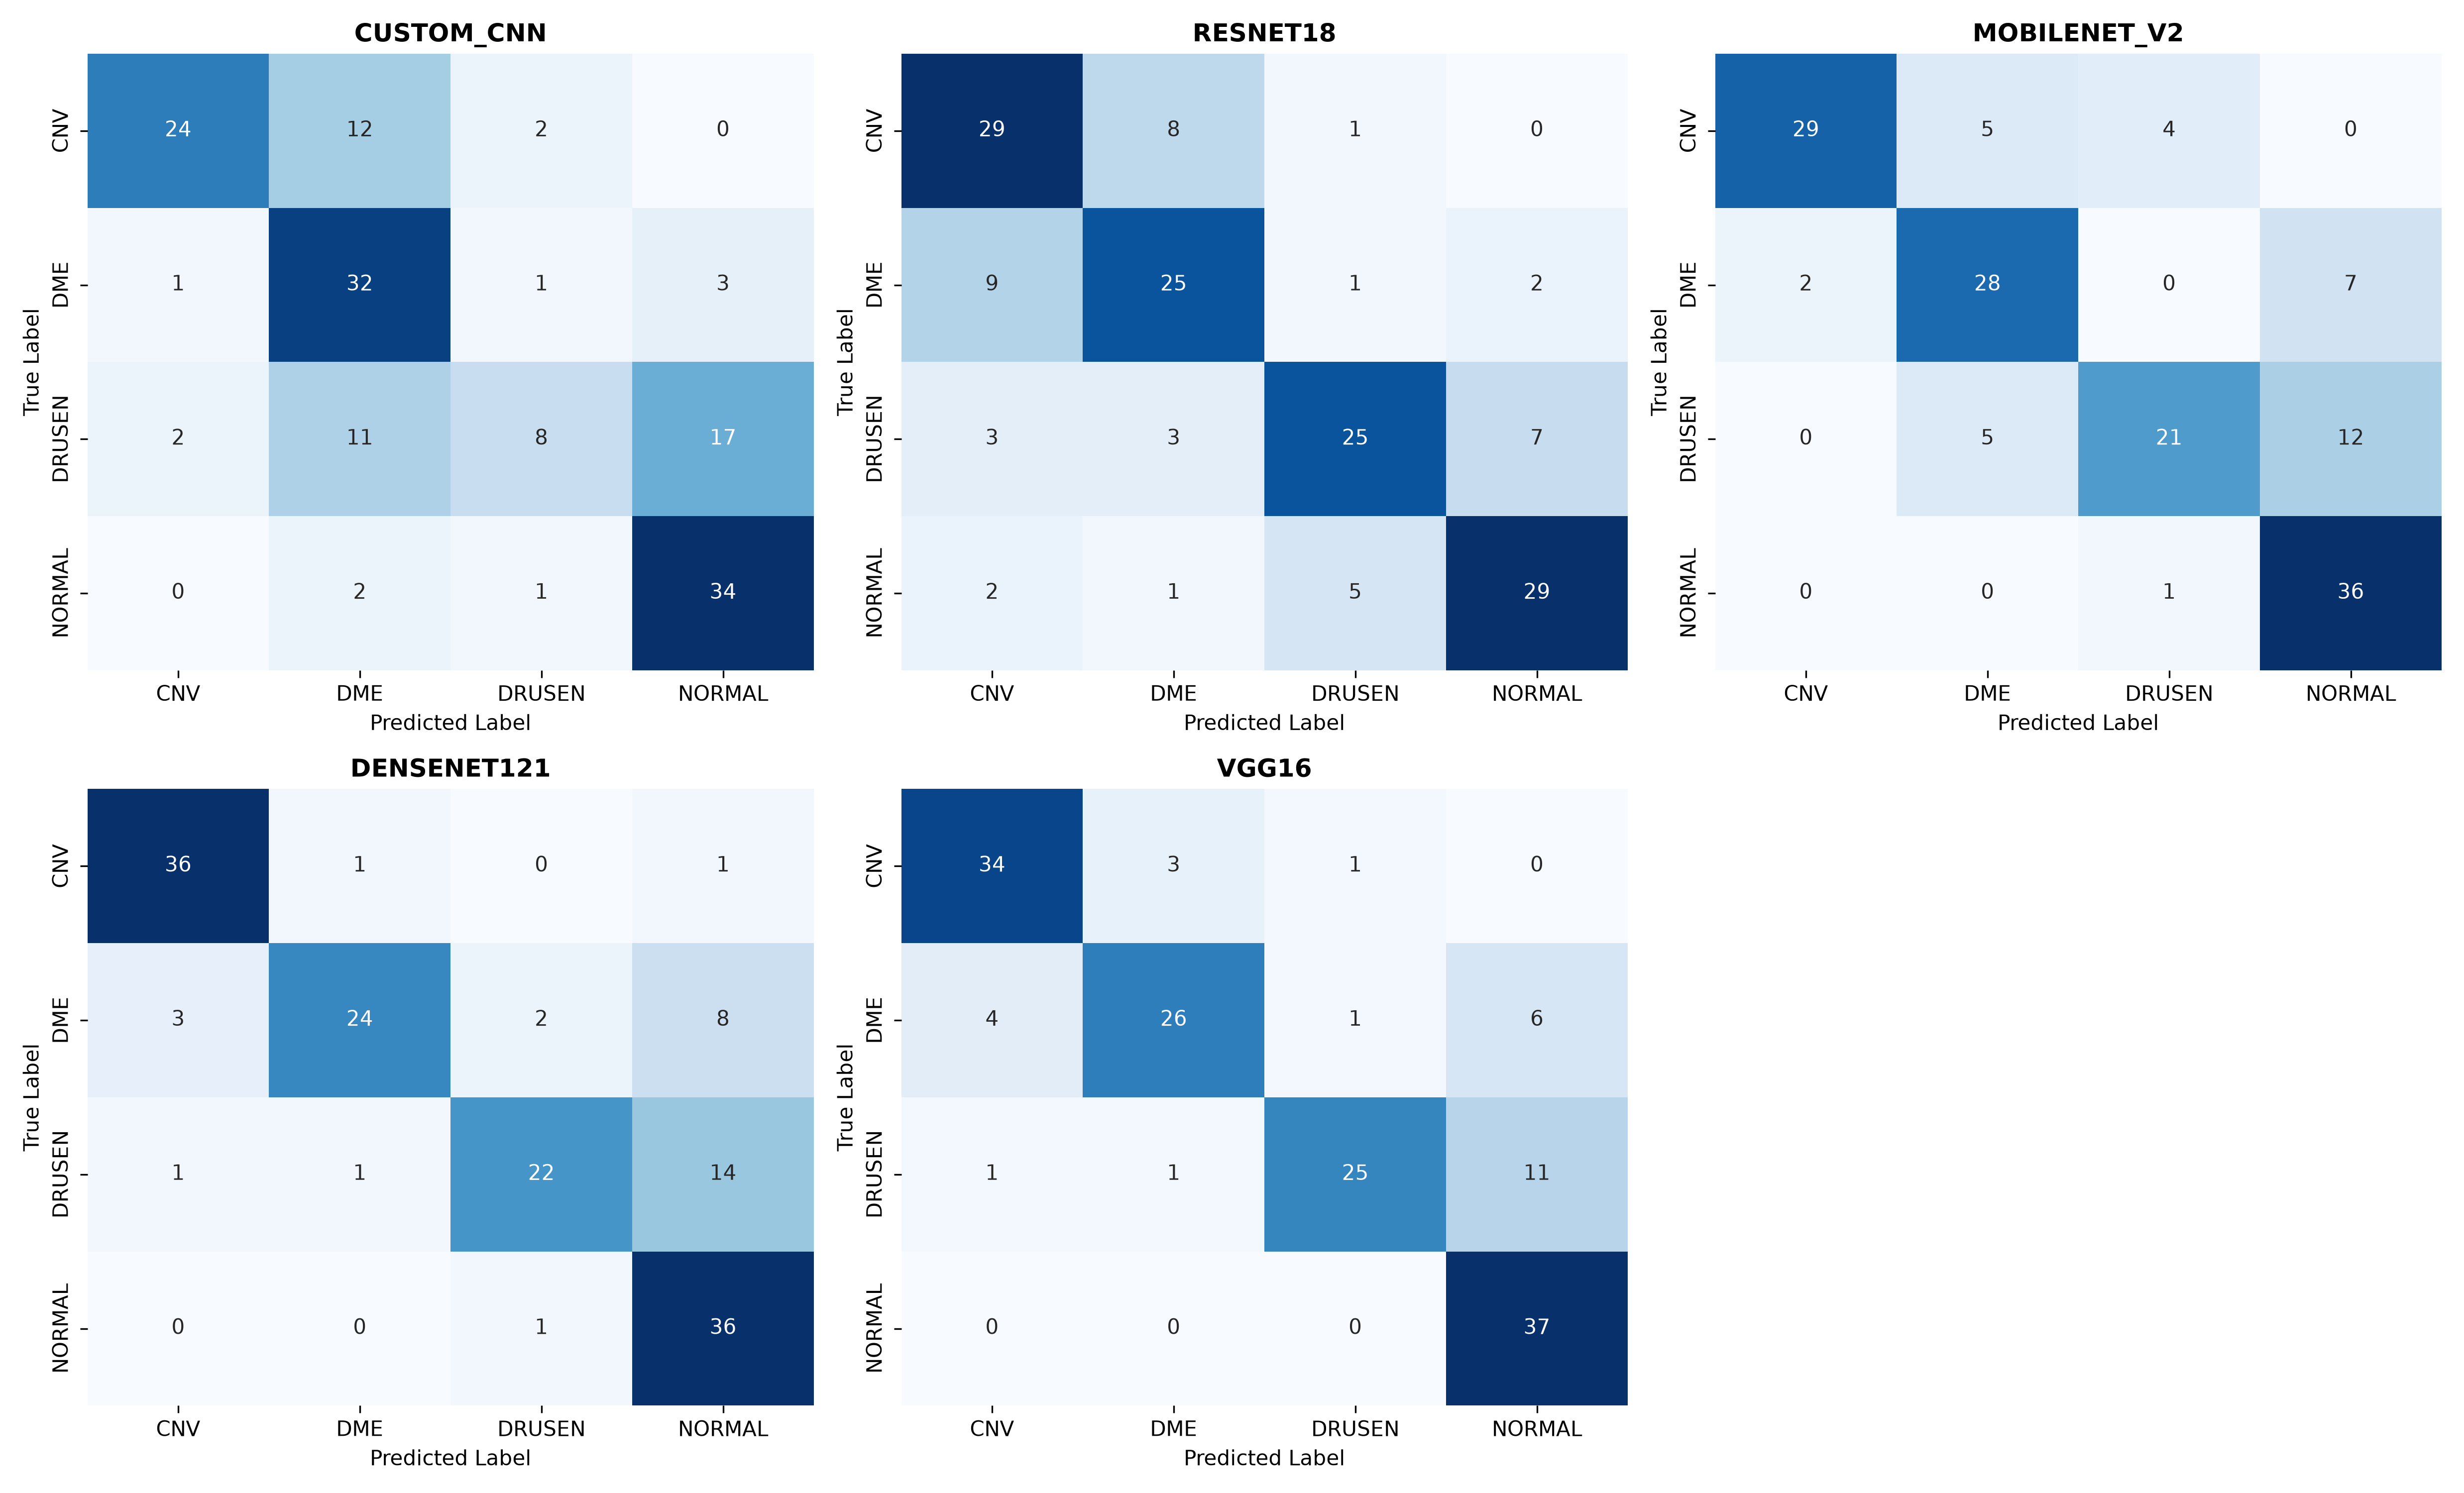 CUSTOM_CNN
True Label
CNV 24 12 2 0
DME 1 32 1 3
DRUSEN 2 11 8 17
NORMAL 0 2 1 34
CNV DME DRUSEN NORMAL
Predicted Label
RESNET18
True Label
CNV 29 8 1 0
DME 9 25 1 2
DRUSEN 3 3 25 7
NORMAL 2 1 5 29
CNV DME DRUSEN NORMAL
Predicted Label
MOBILENET_V2
True Label
CNV 29 5 4 0
DME 2 28 0 7
DRUSEN 0 5 21 12
NORMAL 0 0 1 36
CNV DME DRUSEN NORMAL
Predicted Label
DENSENET121
True Label
CNV 36 1 0 1
DME 3 24 2 8
DRUSEN 1 1 22 14
NORMAL 0 0 1 36
CNV DME DRUSEN NORMAL
Predicted Label
VGG16
True Label
CNV 34 3 1 0
DME 4 26 1 6
DRUSEN 1 1 25 11
NORMAL 0 0 0 37
CNV DME DRUSEN NORMAL
Predicted Label